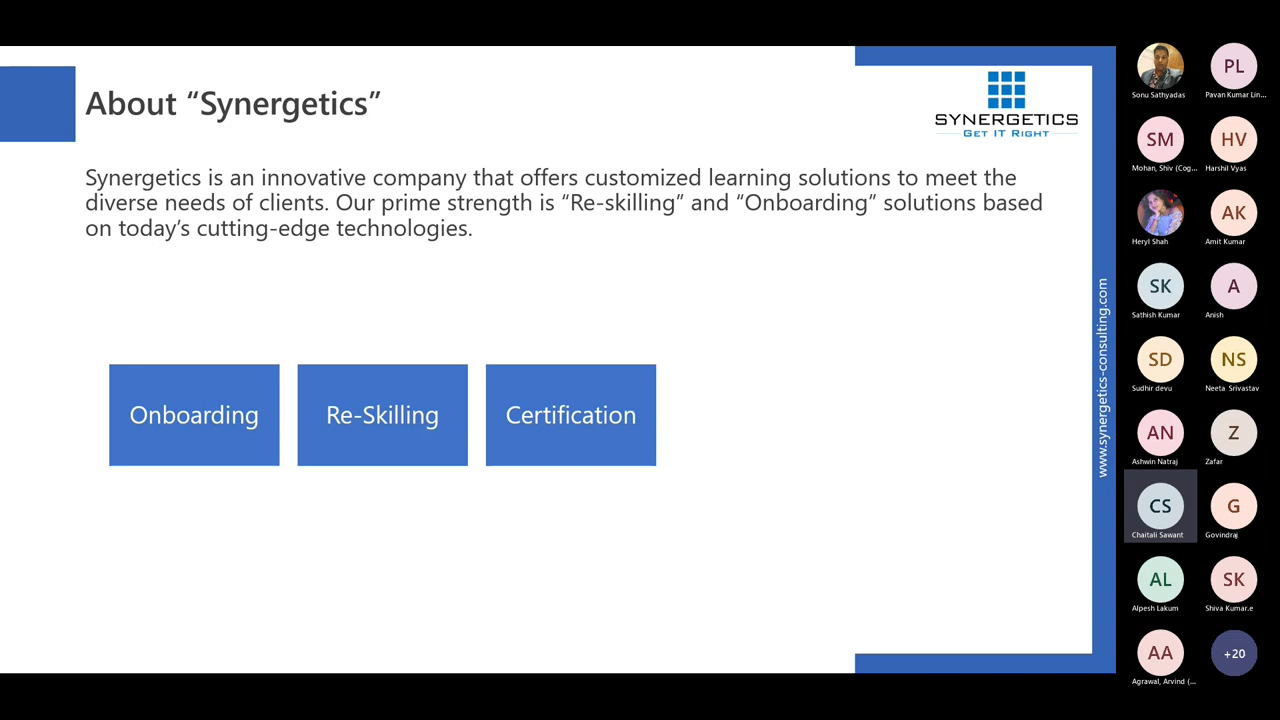 About “Synergetics”
SYNERGETICS
GET IT RIGHT
Synergetics is an innovative company that offers customized learning solutions to meet the
diverse needs of clients. Our prime strength is “Re-skilling” and “Onboarding” solutions based
on today’s cutting-edge technologies.
Onboarding
Re-Skilling
Certification
www.synergetics-consulting.com
Sonu Sathyadas
PL
Pavan Kumar Lin...
SM
Mohan, Shiv (Cog...
HV
Harshil Vyas
Heryl Shah
AK
Amit Kumar
SK
Sathish Kumar
A
Anish
SD
Sudhir devu
NS
Neeta Srivastav
AN
Ashwin Natraj
Z
Zafar
CS
Chaitali Sawant
G
Govindraj
AL
Alpesh Lakum
SK
Shiva Kumar.e
AA
Agrawal, Arvind (...
+20